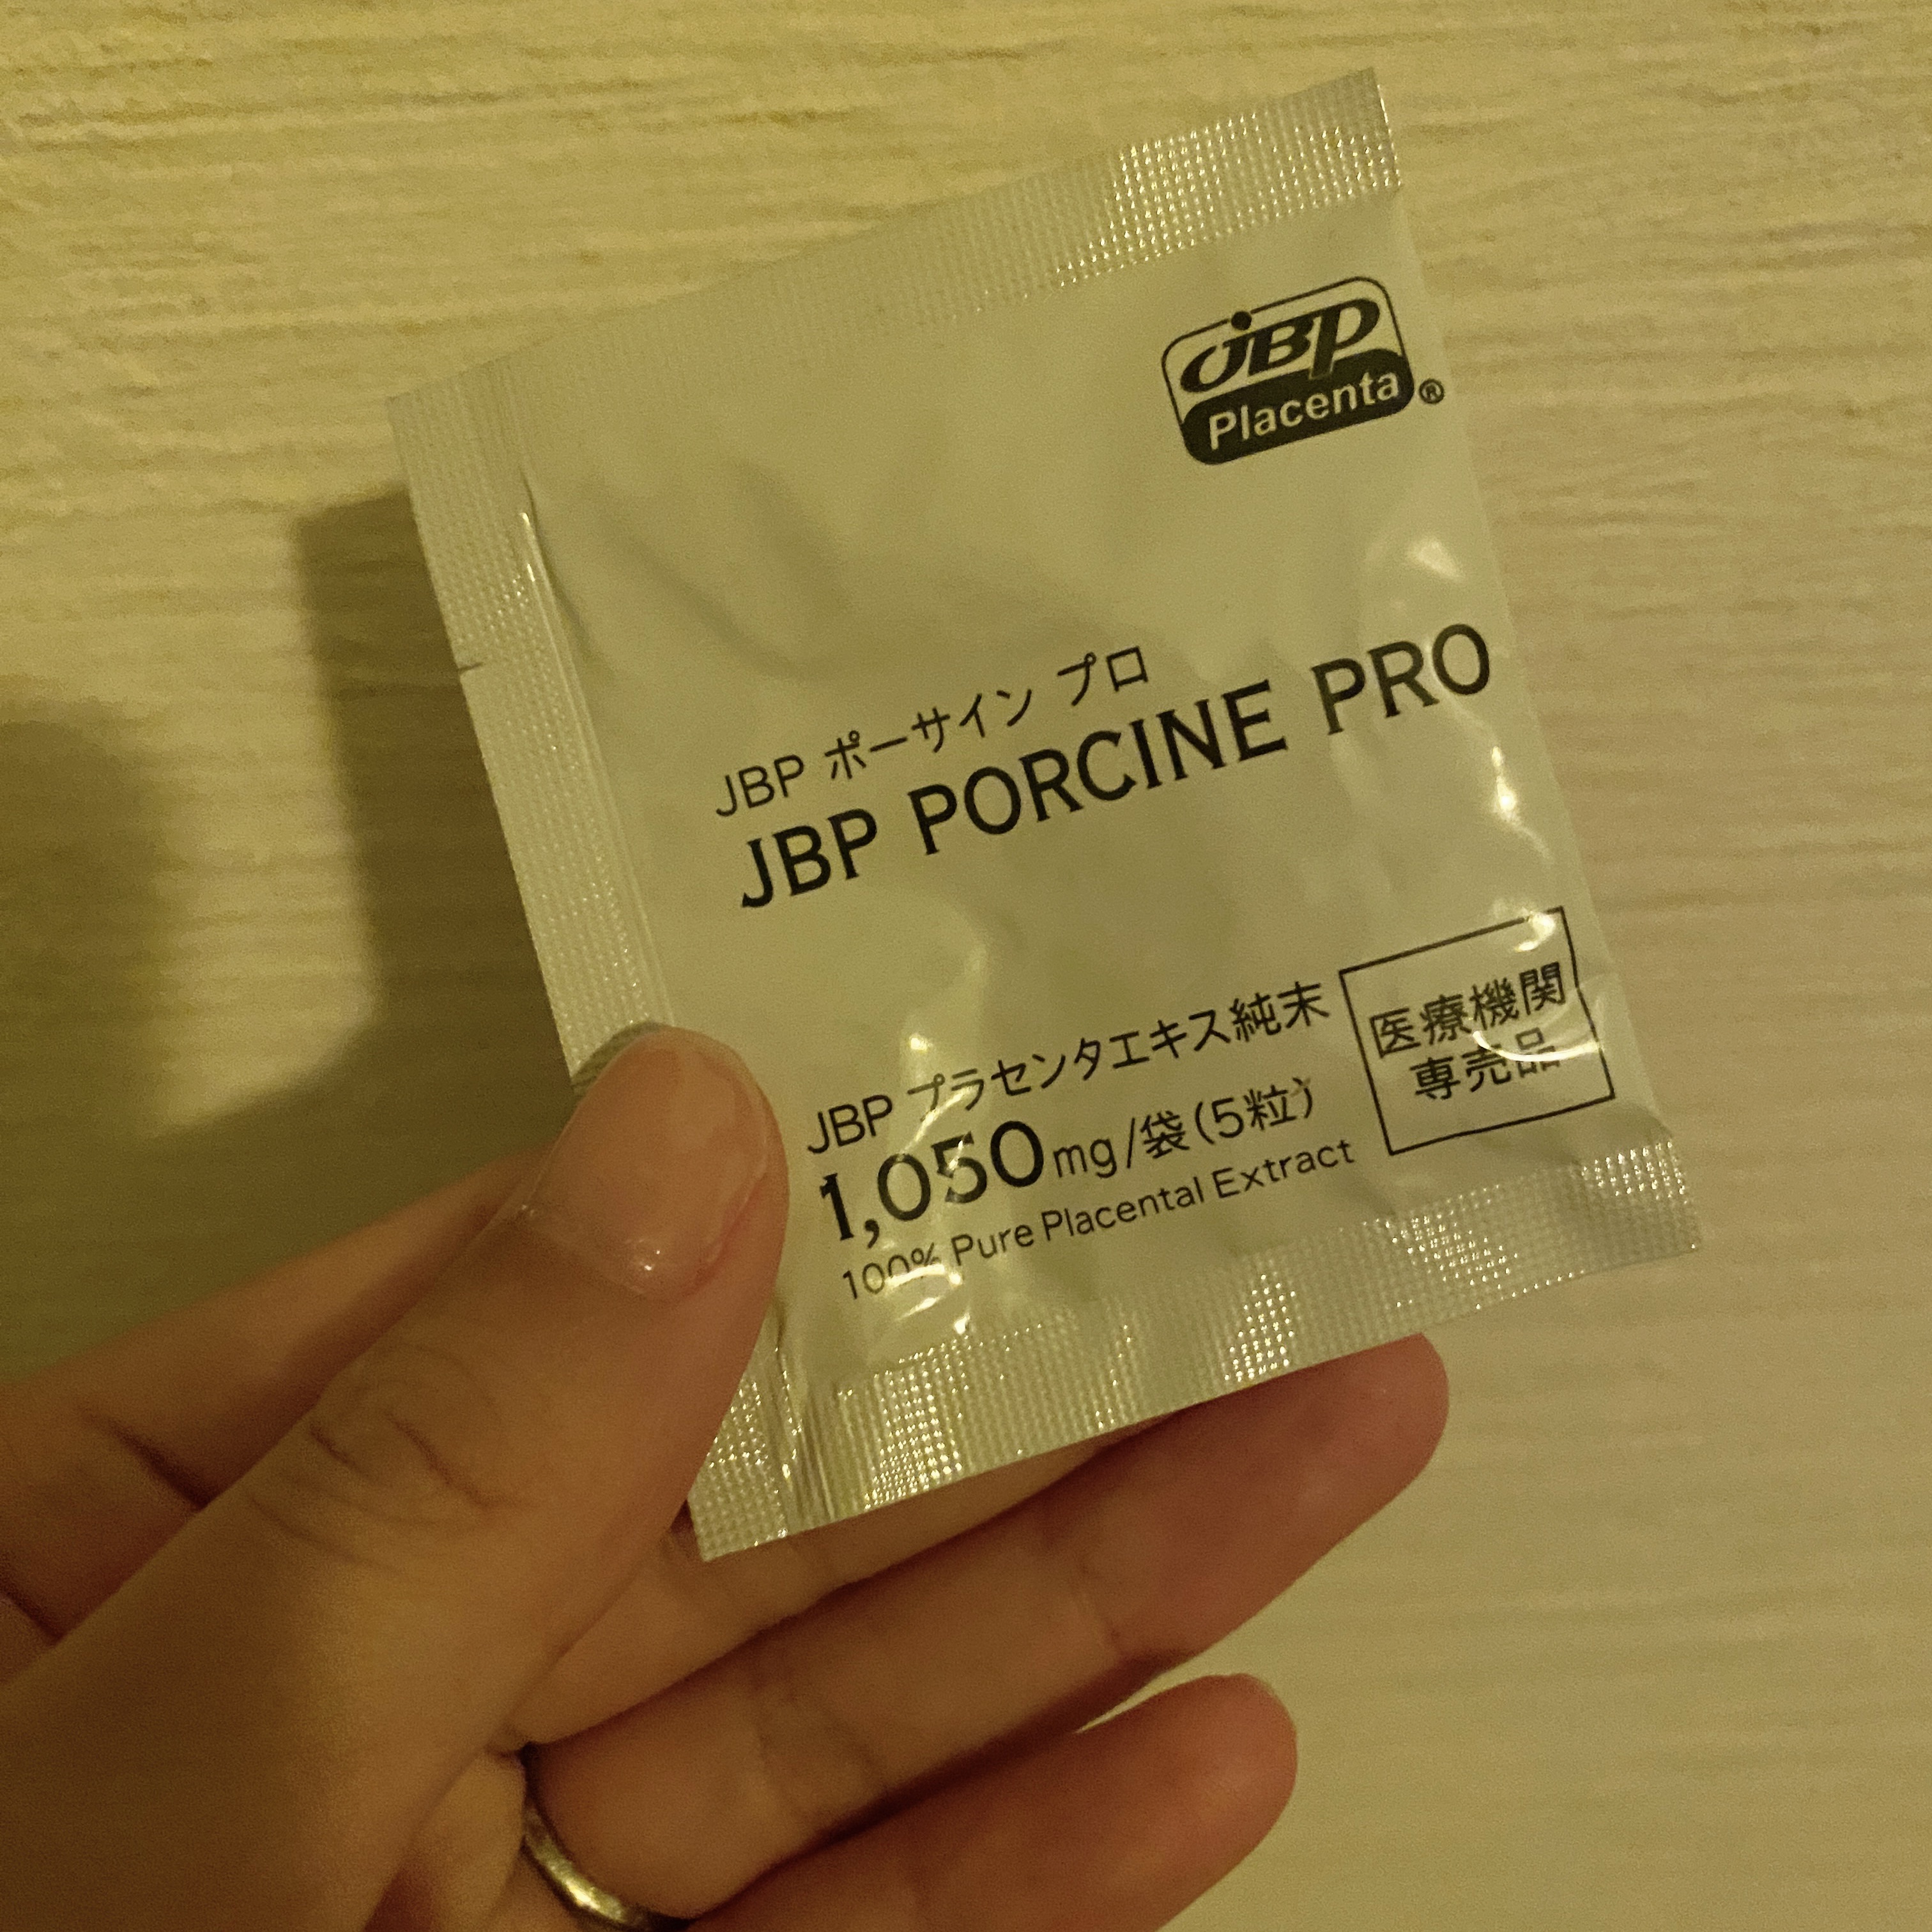 JBP
Placenta®
JBP ポーサイン プロ
JBP PORCINE PRO
JBP プラセンタエキス純末
1,050mg/袋(5粒)
100% Pure Placental Extract
医療機関
専売品